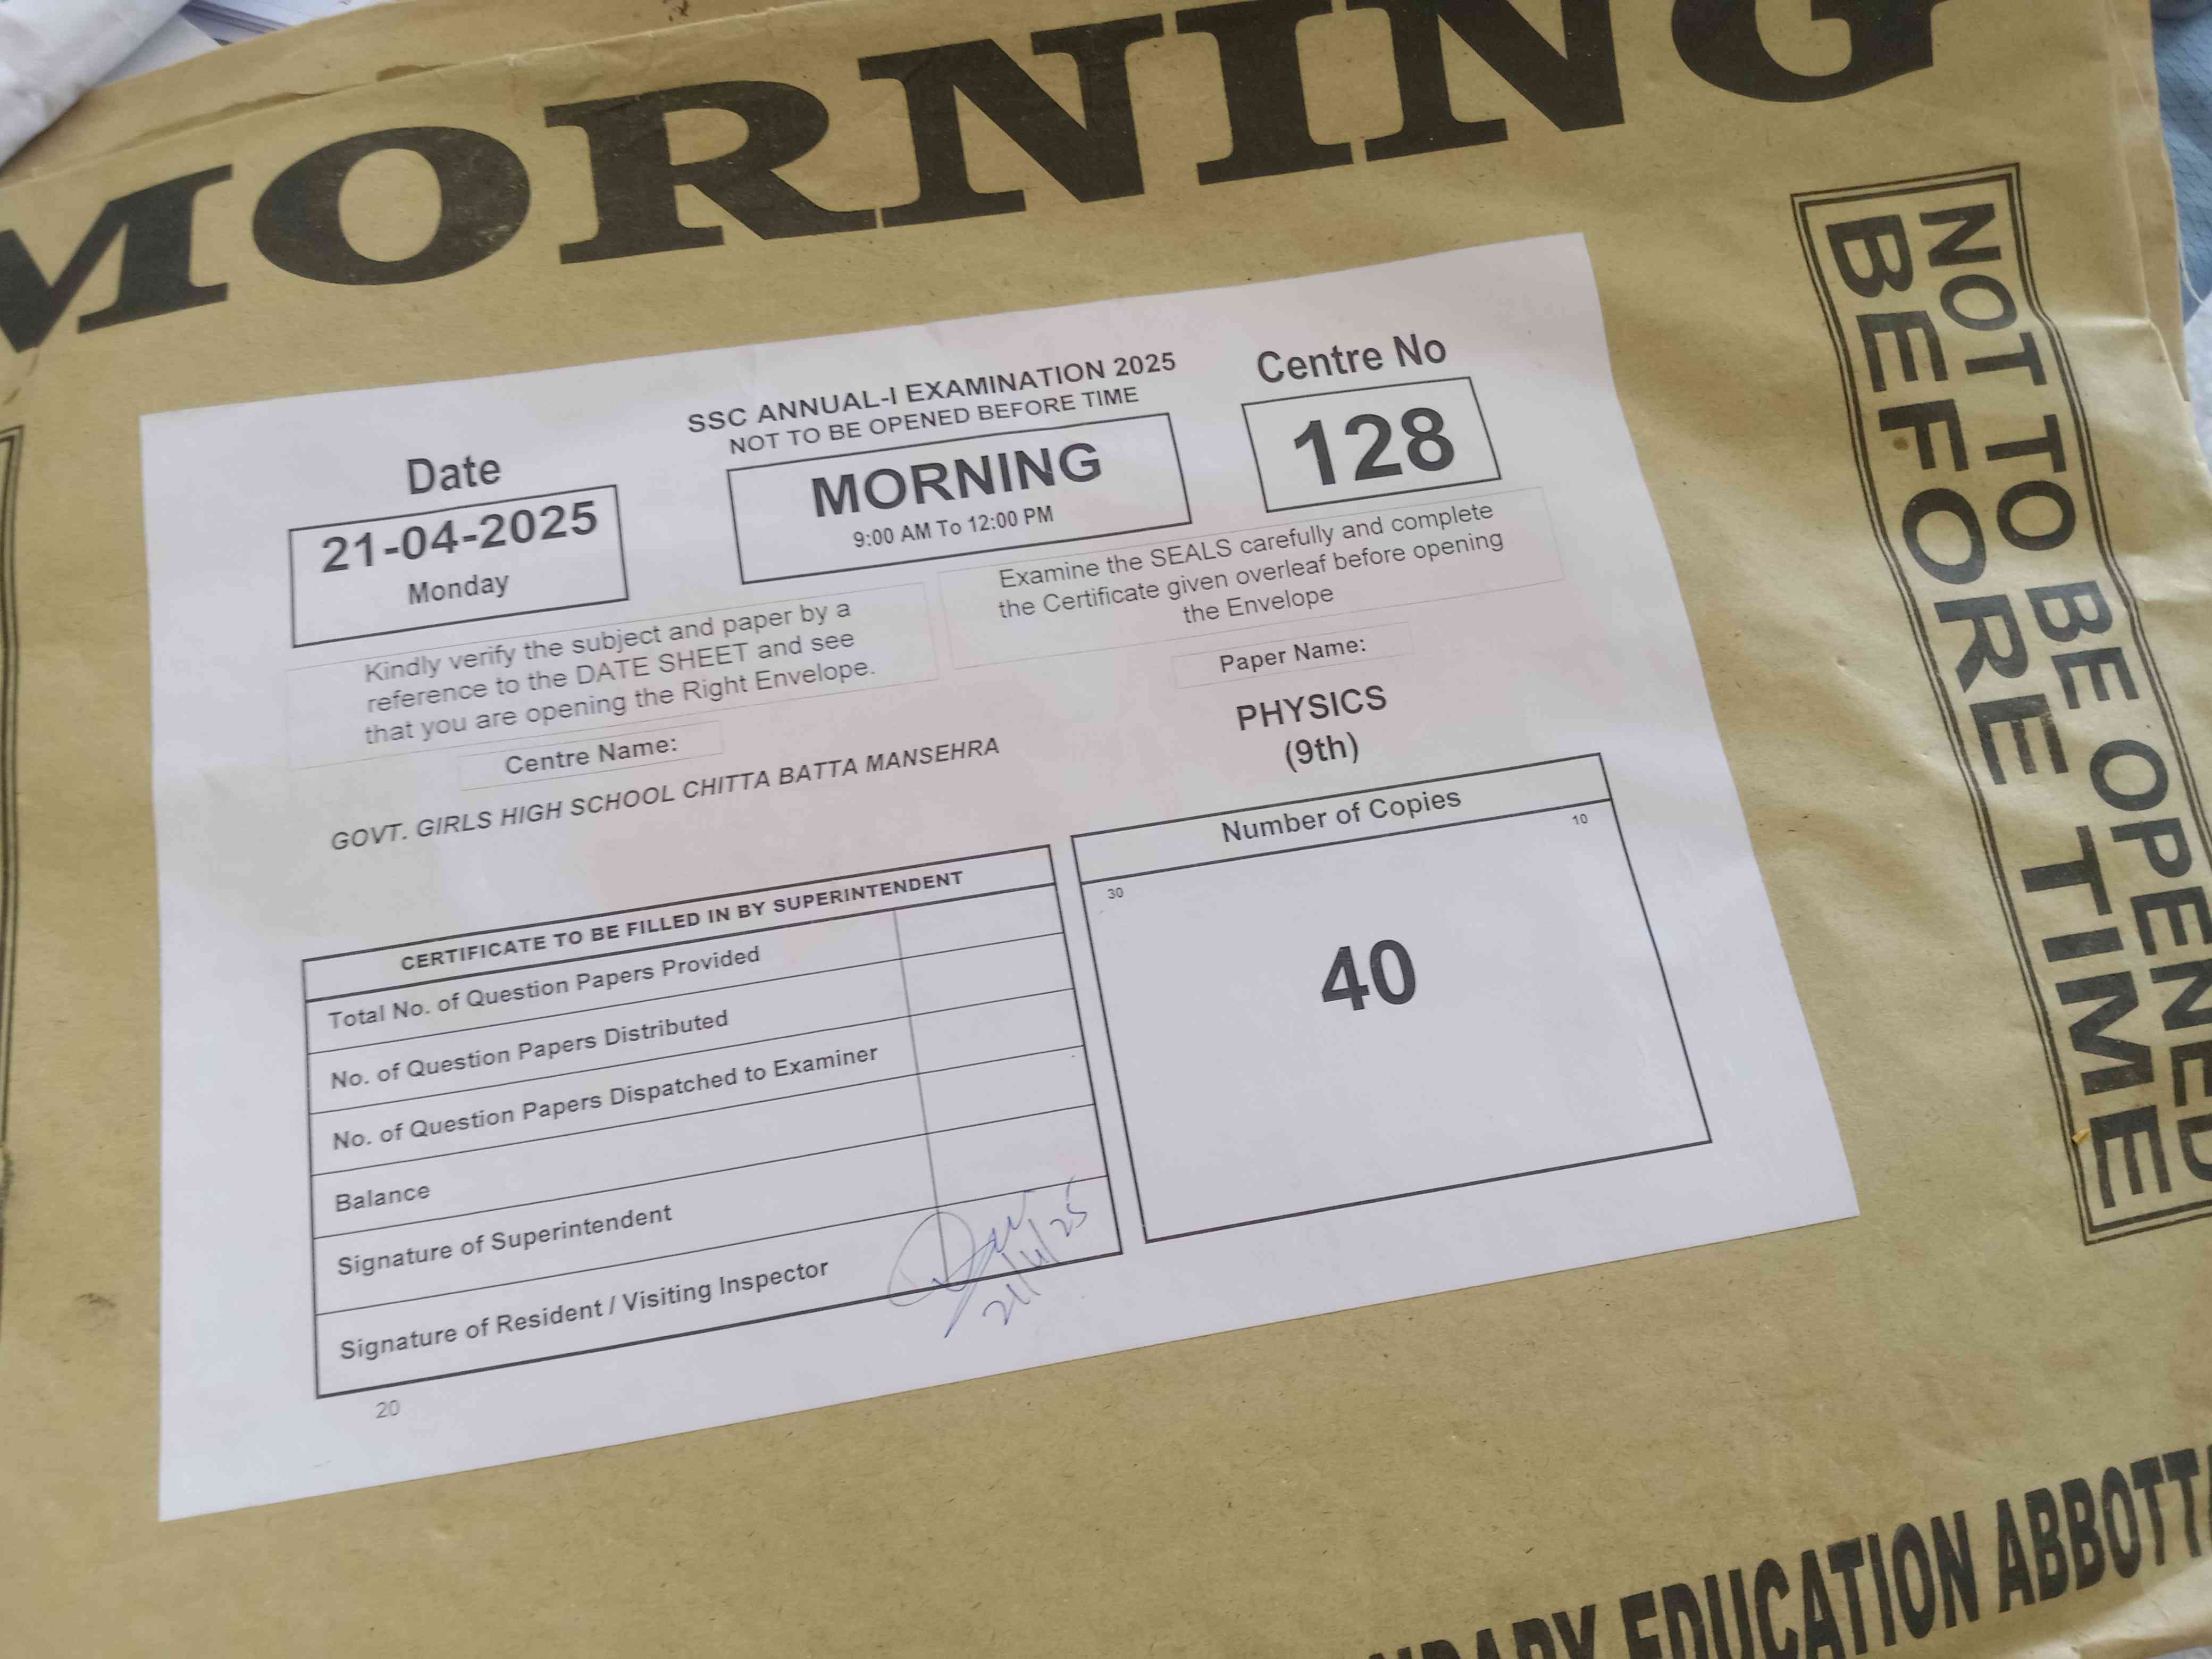 MORNING
SSC ANNUAL-I EXAMINATION 2025
NOT TO BE OPENED BEFORE TIME
Date
21-04-2025
Monday
MORNING
9:00 AM To 12:00 PM
Centre No
128
Kindly verify the subject and paper by a
reference to the DATE SHEET and see
that you are opening the Right Envelope.
Examine the SEALS carefully and complete
the Certificate given overleaf before opening
the Envelope
Centre Name:
GOVT. GIRLS HIGH SCHOOL CHITTA BATTA MANSEHRA
Paper Name:
PHYSICS
(9th)
CERTIFICATE TO BE FILLED IN BY SUPERINTENDENT
Total No. of Question Papers Provided
No. of Question Papers Distributed
No. of Question Papers Dispatched to Examiner
Balance
Signature of Superintendent
Signature of Resident / Visiting Inspector
21/4/25
20
Number of Copies
30
10
40
NOT TO BE OPENED
BEFORE TIME
EDUCATION ABBOTTA